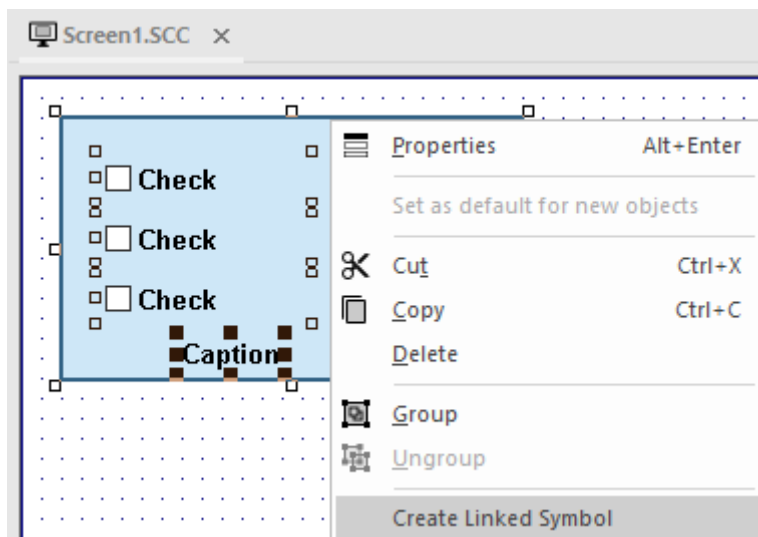 Screen1.SCC
Properties Alt+Enter
Check
Set as default for new objects
Check
Cut Ctrl+X
Check
Copy Ctrl+C
Caption
Delete
Group
Ungroup
Create Linked Symbol